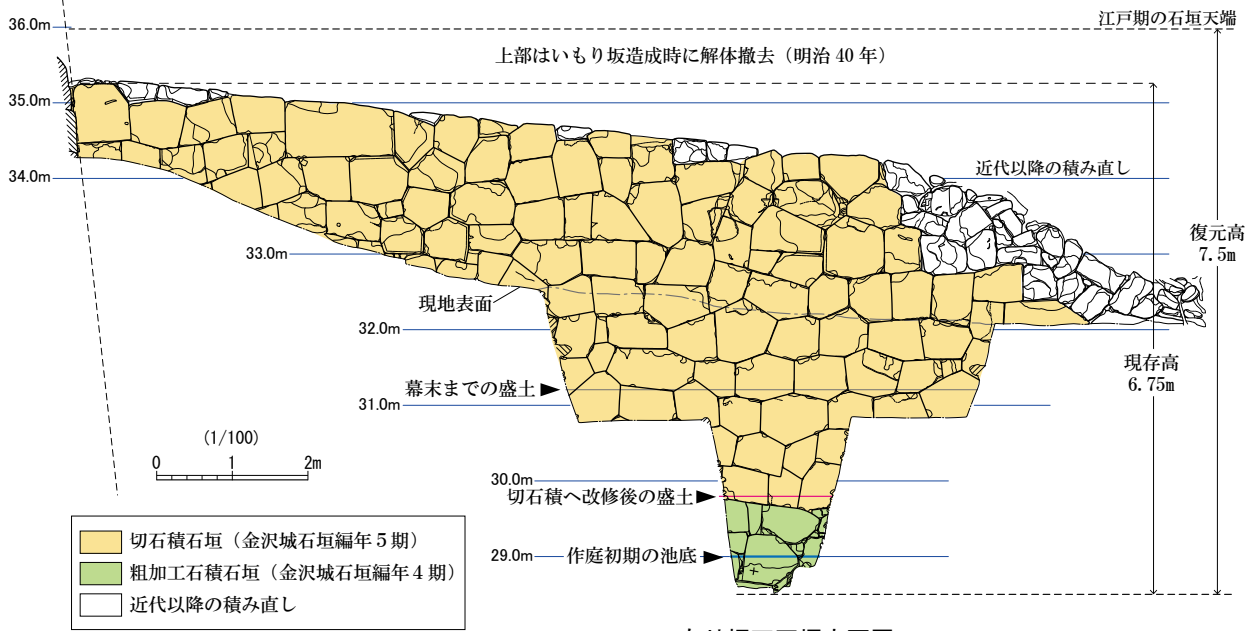 36.0m
江戸期の石垣天端
上部はいもり坂造成時に解体撤去（明治 40 年）
35.0m
近代以降の積み直し
34.0m
復元高
7.5m
33.0m
現地表面
32.0m
現存高
6.75m
幕末までの盛土
31.0m
(1/100)
0 1 2m
30.0m
切石積へ改修後の盛土
切石積石垣（金沢城石垣編年５期）
29.0m
作庭初期の池底
粗加工石積石垣（金沢城石垣編年４期）
近代以降の積み直し